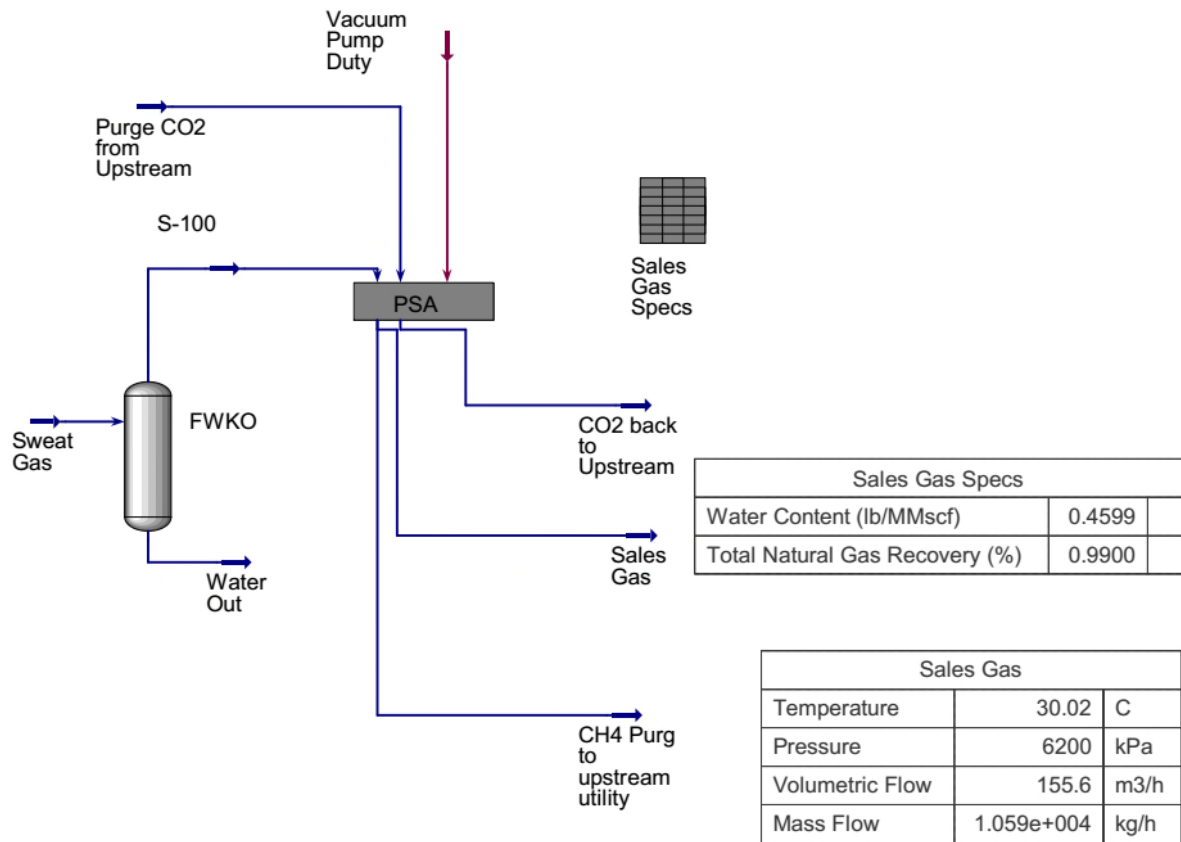 Vacuum
Pump
Duty
Purge CO2
from
Upstream
S-100
Sales
Gas
Specs
PSA
FWKO
Sweat
Gas
CO2 back
to
Upstream
Sales Gas Specs
Water Content (lb/MMscf) 0.4599
Total Natural Gas Recovery (%) 0.9900
Sales
Gas
Water
Out
CH4 Purg
to
upstream
utility
Sales Gas
Temperature 30.02 C
Pressure 6200 kPa
Volumetric Flow 155.6 m3/h
Mass Flow 1.059e+004 kg/h